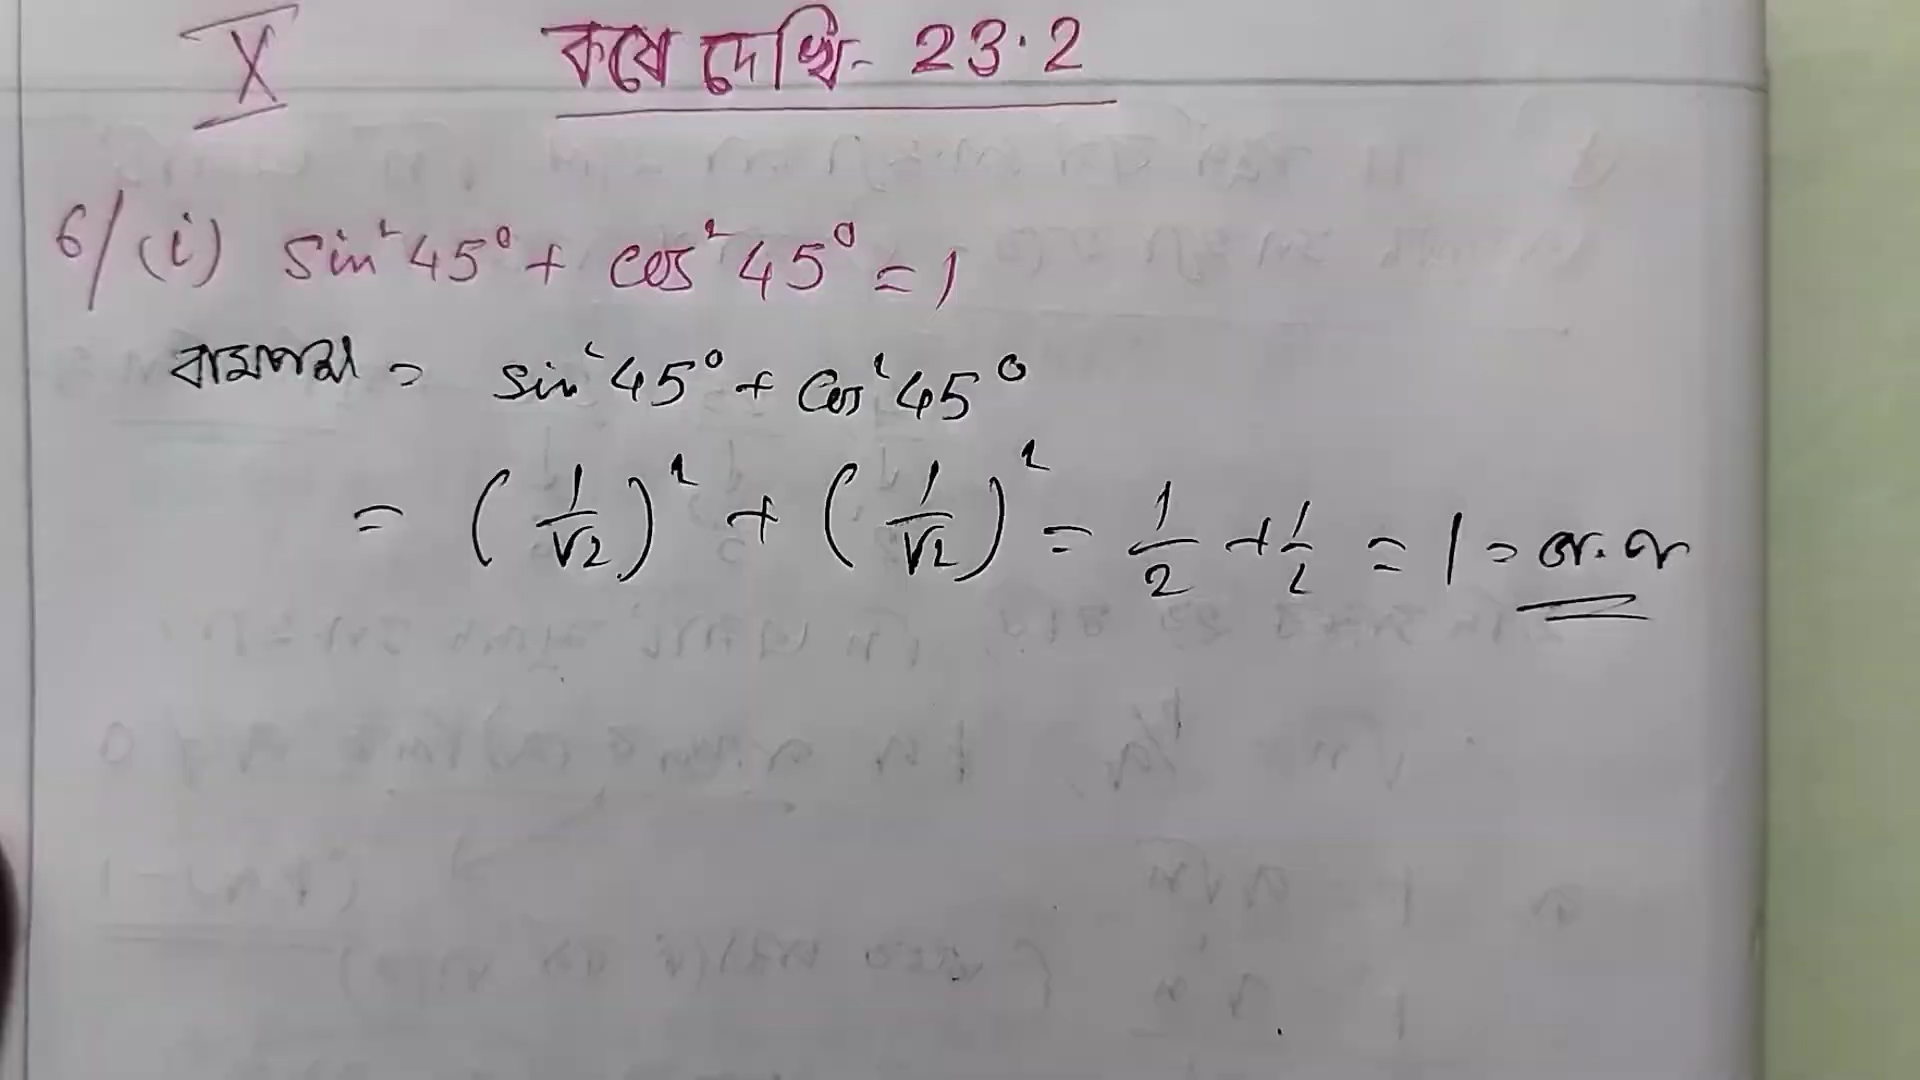 X কষে দেখি- 23.2
6/(i) sin²45° + cos²45° = 1
বামপক্ষ = sin²45° + cos²45°
= (1/√2)² + (1/√2)² = 1/2 + 1/2 = 1 = ডা. প